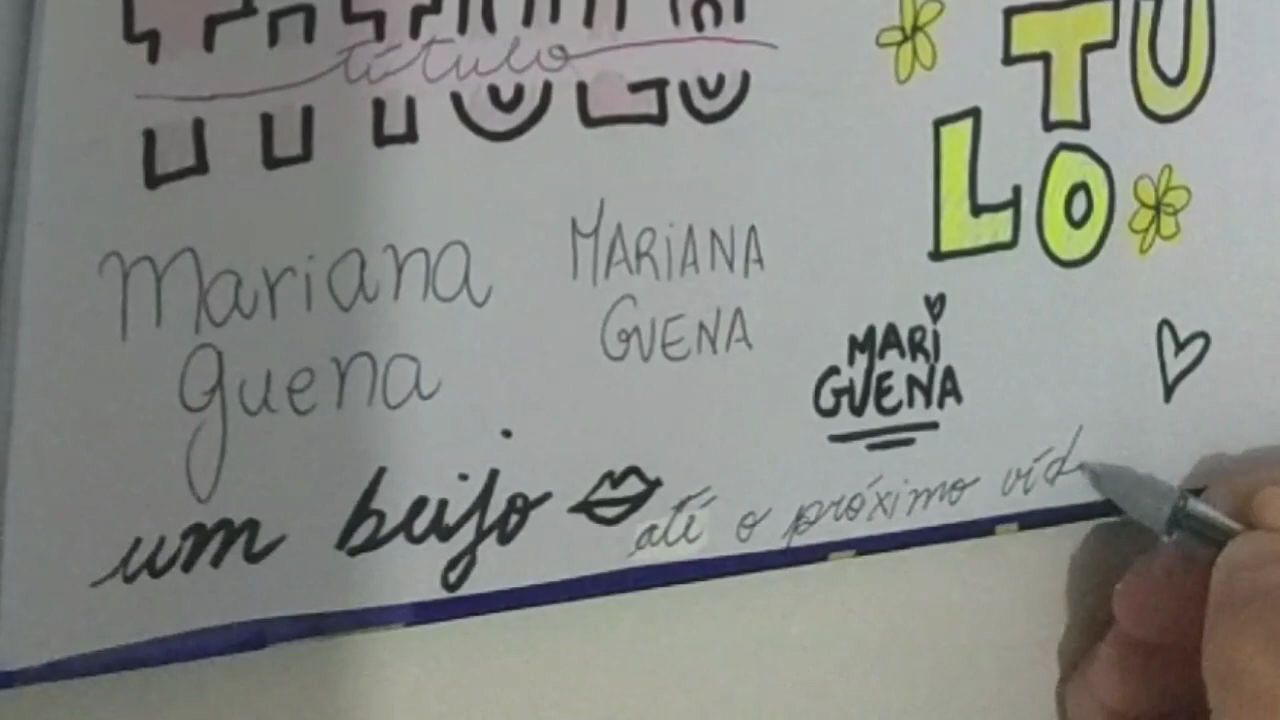 título
TU
LO
Mariana
guena
MARiANA
GUENA
MARi
GUENA
um beijo
até o próximo víd